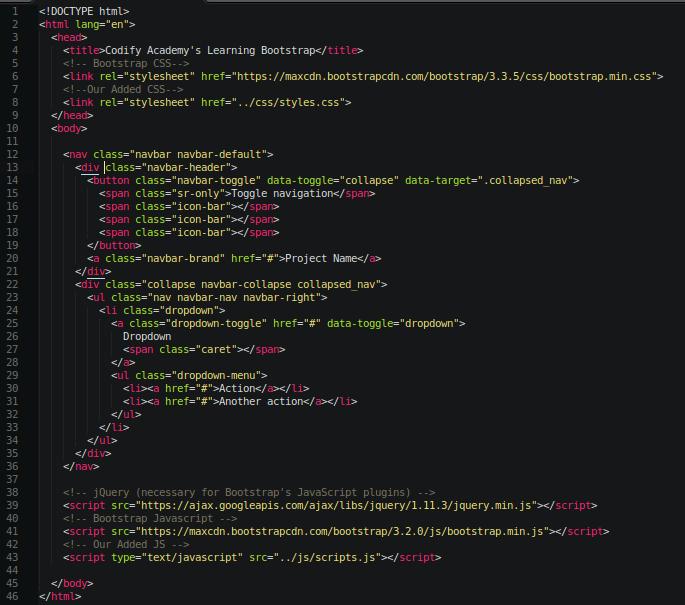 1 <!DOCTYPE html>
2 <html lang="en">
3 <head>
4 <title>Codify Academy's Learning Bootstrap</title>
5 <!-- Bootstrap CSS-->
6 <link rel="stylesheet" href="https://maxcdn.bootstrapcdn.com/bootstrap/3.3.5/css/bootstrap.min.css">
7 <!--Our Added CSS-->
8 <link rel="stylesheet" href="../css/styles.css">
9 </head>
10 <body>
11
12 <nav class="navbar navbar-default">
13 <div class="navbar-header">
14 <button class="navbar-toggle" data-toggle="collapse" data-target=".collapsed_nav">
15 <span class="sr-only">Toggle navigation</span>
16 <span class="icon-bar"></span>
17 <span class="icon-bar"></span>
18 <span class="icon-bar"></span>
19 </button>
20 <a class="navbar-brand" href="#">Project Name</a>
21 </div>
22 <div class="collapse navbar-collapse collapsed_nav">
23 <ul class="nav navbar-nav navbar-right">
24 <li class="dropdown">
25 <a class="dropdown-toggle" href="#" data-toggle="dropdown">
26 Dropdown
27 <span class="caret"></span>
28 </a>
29 <ul class="dropdown-menu">
30 <li><a href="#">Action</a></li>
31 <li><a href="#">Another action</a></li>
32 </ul>
33 </li>
34 </ul>
35 </div>
36 </nav>
37
38 <!-- jQuery (necessary for Bootstrap's JavaScript plugins) -->
39 <script src="https://ajax.googleapis.com/ajax/libs/jquery/1.11.3/jquery.min.js"></script>
40 <!-- Bootstrap Javascript -->
41 <script src="https://maxcdn.bootstrapcdn.com/bootstrap/3.2.0/js/bootstrap.min.js"></script>
42 <!-- Our Added JS -->
43 <script type="text/javascript" src="../js/scripts.js"></script>
44
45 </body>
46 </html>